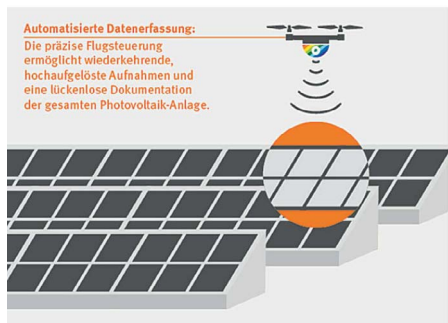 Automatisierte Datenerfassung:
Die präzise Flugsteuerung
ermöglicht wiederkehrende,
hochaufgelöste Aufnahmen und
eine lückenlose Dokumentation
der gesamten Photovoltaik-Anlage.